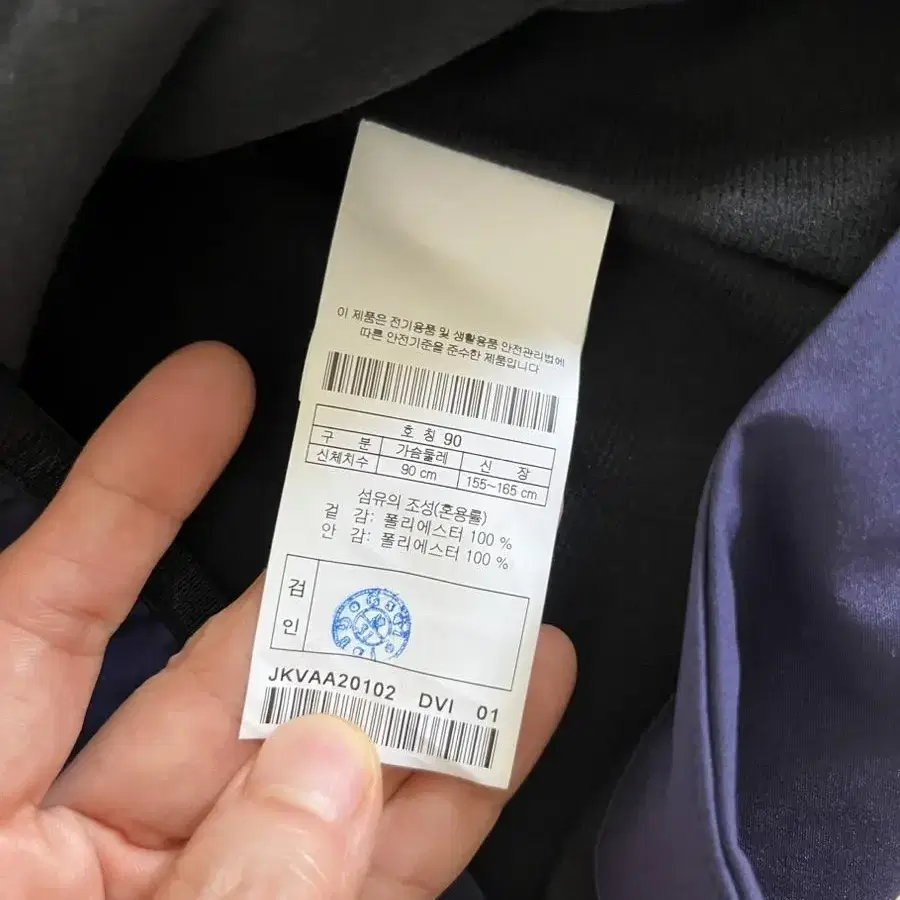 이 제품은 전기용품 및 생활용품 안전관리법에
따른 안전기준을 준수한 제품입니다
호 칭 90
구 분 가슴둘레 신 장
신체치수 90 cm 155~165 cm
섬유의 조성(혼용률)
겉 감: 폴리에스터 100 %
안 감: 폴리에스터 100 %
검
인
JKVAA20102 DVI 01